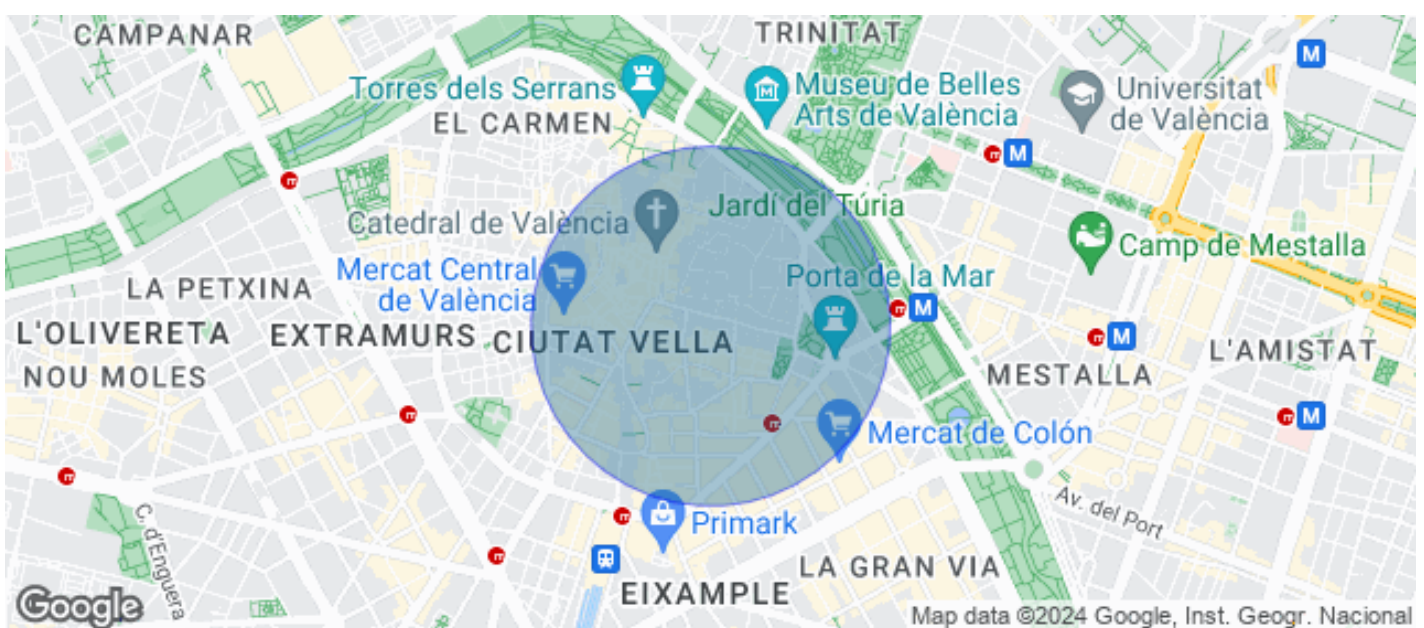 CAMPANAR
TRINITAT
Torres dels Serrans
EL CARMEN
Museu de Belles
Arts de València
Universitat
de València
M
M
Catedral de València
Jardí del Túria
Camp de Mestalla
Mercat Central
de València
Porta de la Mar
LA PETXINA
M
L'OLIVERETA
EXTRAMURS
CIUTAT VELLA
M
L'AMISTAT
NOU MOLES
MESTALLA
Mercat de Colón
M
C. d'Enguera
Primark
Av. del Port
LA GRAN VIA
EIXAMPLE
Google
Map data ©2024 Google, Inst. Geogr. Nacional